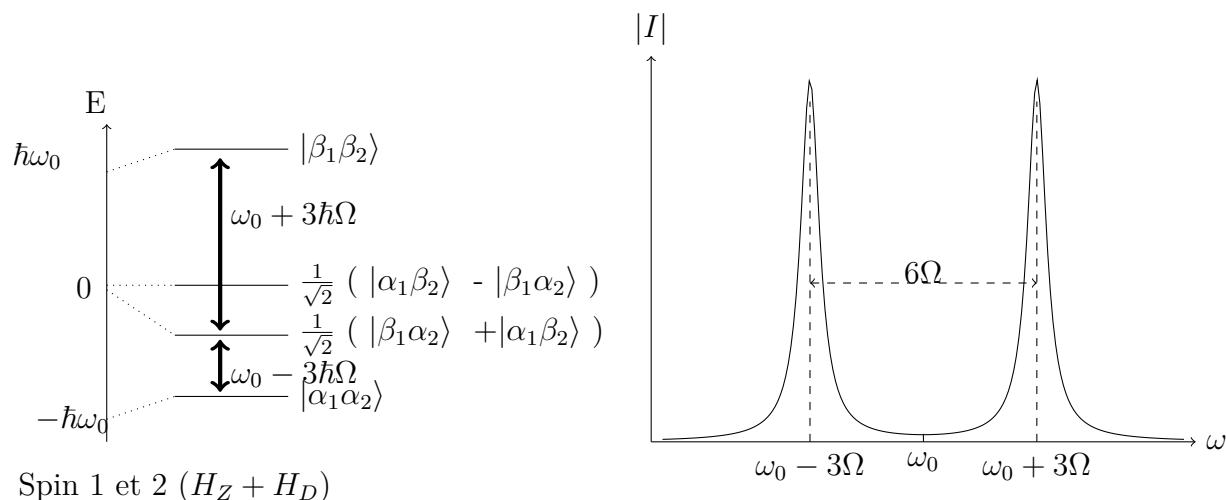 E
ħω₀
|β₁β₂⟩
ω₀ + 3ħΩ
0
1/√2 ( |α₁β₂⟩ - |β₁α₂⟩ )
1/√2 ( |β₁α₂⟩ +|α₁β₂⟩ )
ω₀ − 3ħΩ
|α₁α₂⟩
−ħω₀
Spin 1 et 2 (H_Z + H_D)
|I|
6Ω
ω₀ − 3Ω
ω₀
ω₀ + 3Ω
ω